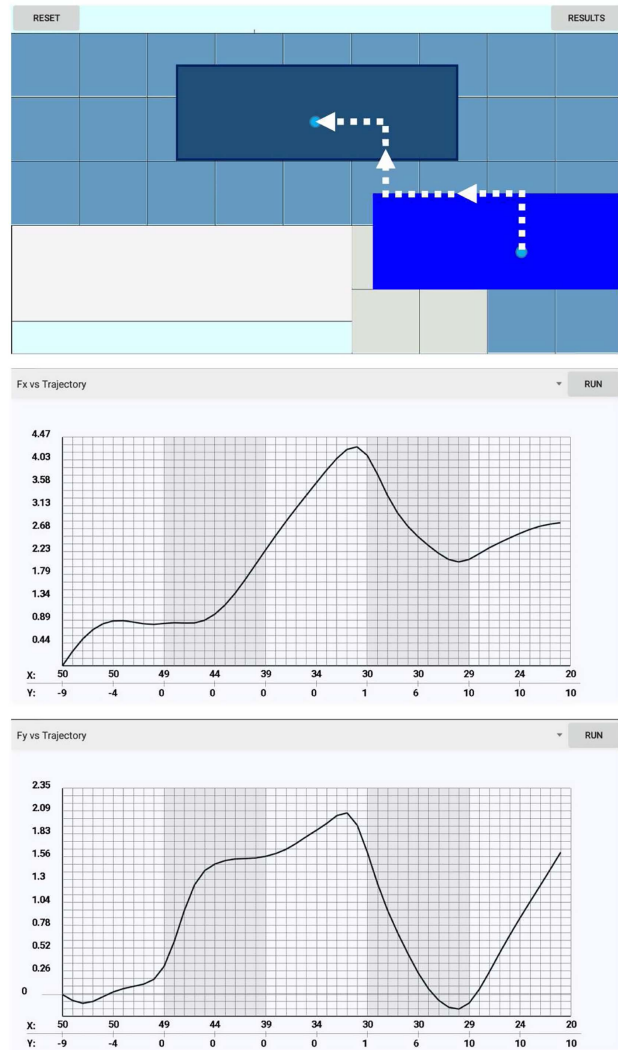 RESET RESULTS
Fx vs Trajectory RUN
4.47
4.03
3.58
3.13
2.68
2.23
1.79
1.34
0.89
0.44
X: 50 50 49 44 39 34 30 30 29 24 20
Y: -9 -4 0 0 0 0 1 6 10 10 10
Fy vs Trajectory RUN
2.35
2.09
1.83
1.56
1.3
1.04
0.78
0.52
0.26
0
X: 50 50 49 44 39 34 30 30 29 24 20
Y: -9 -4 0 0 0 0 1 6 10 10 10